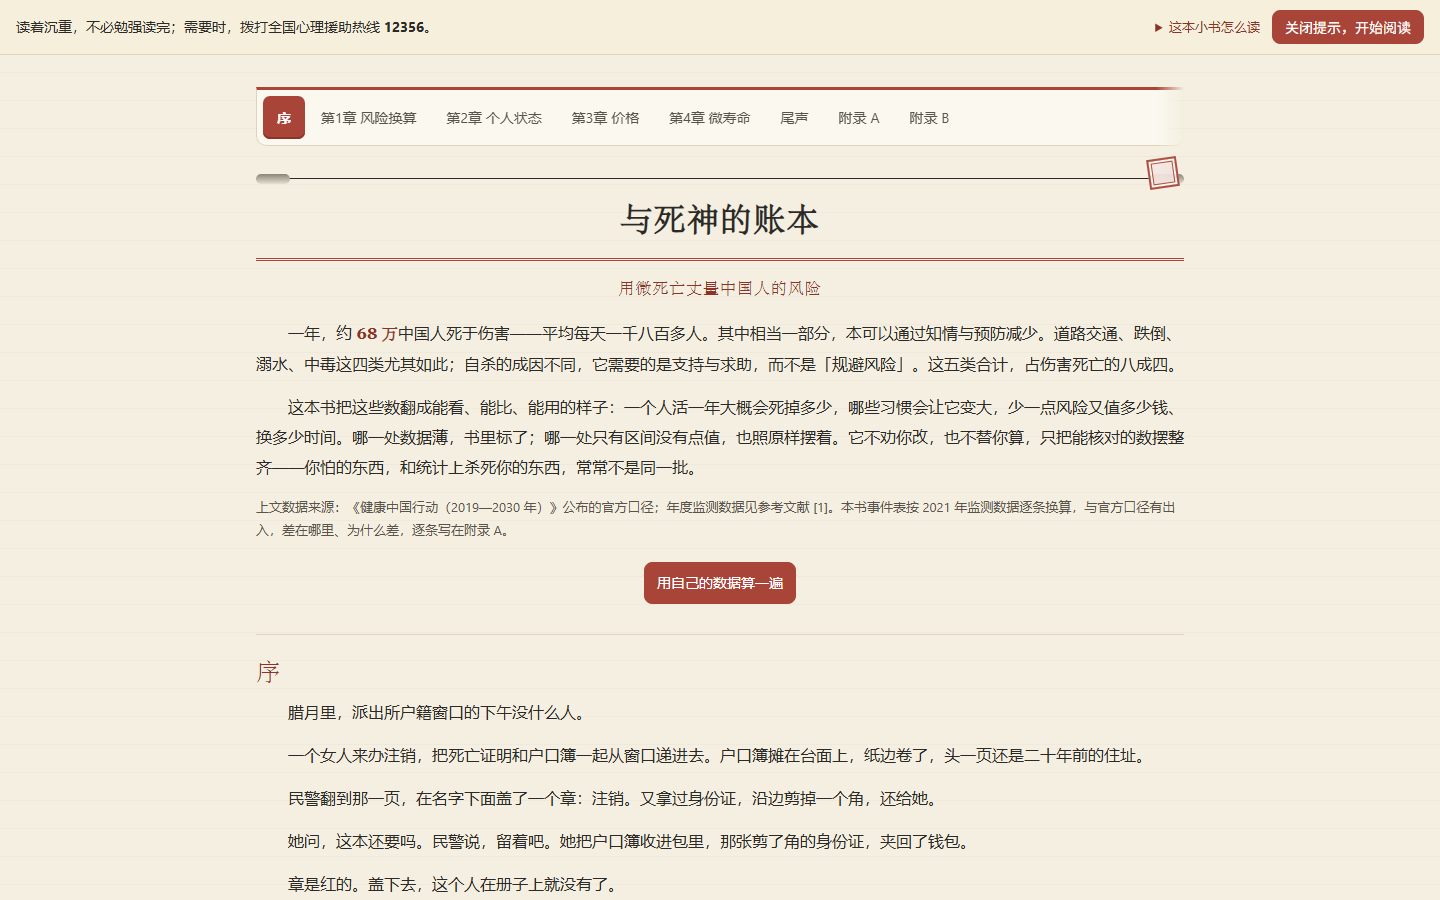 读着沉重，不必勉强读完；需要时，拨打全国心理援助热线 12356。
▶ 这本小书怎么读
关闭提示，开始阅读
序
第1章 风险换算
第2章 个人状态
第3章 价格
第4章 微寿命
尾声
附录 A
附录 B
与死神的账本
用微死亡丈量中国人的风险
一年，约 68 万中国人死于伤害——平均每天一千八百多人。其中相当一部分，本可以通过知情与预防减少。道路交通、跌倒、
溺水、中毒这四类尤其如此；自杀的成因不同，它需要的是支持与求助，而不是「规避风险」。这五类合计，占伤害死亡的八成四。
这本书把这些数翻成能看、能比、能用的样子：一个人活一年大概会死掉多少，哪些习惯会让它变大，少一点风险又值多少钱、
换多少时间。哪一处数据薄，书里标了；哪一处只有区间没有点值，也照原样摆着。它不劝你改，也不替你算，只把能核对的数摆整
齐——你怕的东西，和统计上杀死你的东西，常常不是同一批。
上文数据来源：《健康中国行动（2019—2030 年）》公布的官方口径；年度监测数据见参考文献 [1]。本书事件表按 2021 年监测数据逐条换算，与官方口径有出
入，差在哪里、为什么差，逐条写在附录 A。
用自己的数据算一遍
序
腊月里，派出所户籍窗口的下午没什么人。
一个女人来办注销，把死亡证明和户口簿一起从窗口递进去。户口簿摊在台面上，纸边卷了，头一页还是二十年前的住址。
民警翻到那一页，在名字下面盖了一个章：注销。又拿过身份证，沿边剪掉一个角，还给她。
她问，这本还要吗。民警说，留着吧。她把户口簿收进包里，那张剪了角的身份证，夹回了钱包。
章是红的。盖下去，这个人在册子上就没有了。